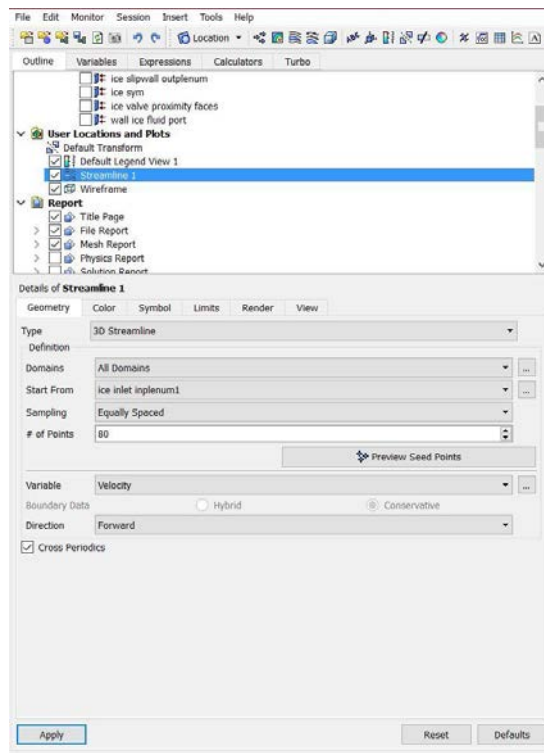 File Edit Monitor Session Insert Tools Help
Location
Outline Variables Expressions Calculators Turbo
ice slipwall outplenum
ice sym
ice valve proximity faces
wall ice fluid port
User Locations and Plots
Default Transform
Default Legend View 1
Streamline 1
Wireframe
Report
Title Page
File Report
Mesh Report
Physics Report
Solution Report
Details of Streamline 1
Geometry Color Symbol Limits Render View
Type 3D Streamline
Definition
Domains All Domains ...
Start From ice inlet inplenum1 ...
Sampling Equally Spaced
# of Points 80
Preview Seed Points
Variable Velocity ...
Boundary Data Hybrid Conservative
Direction Forward
Cross Periodics
Apply Reset Defaults